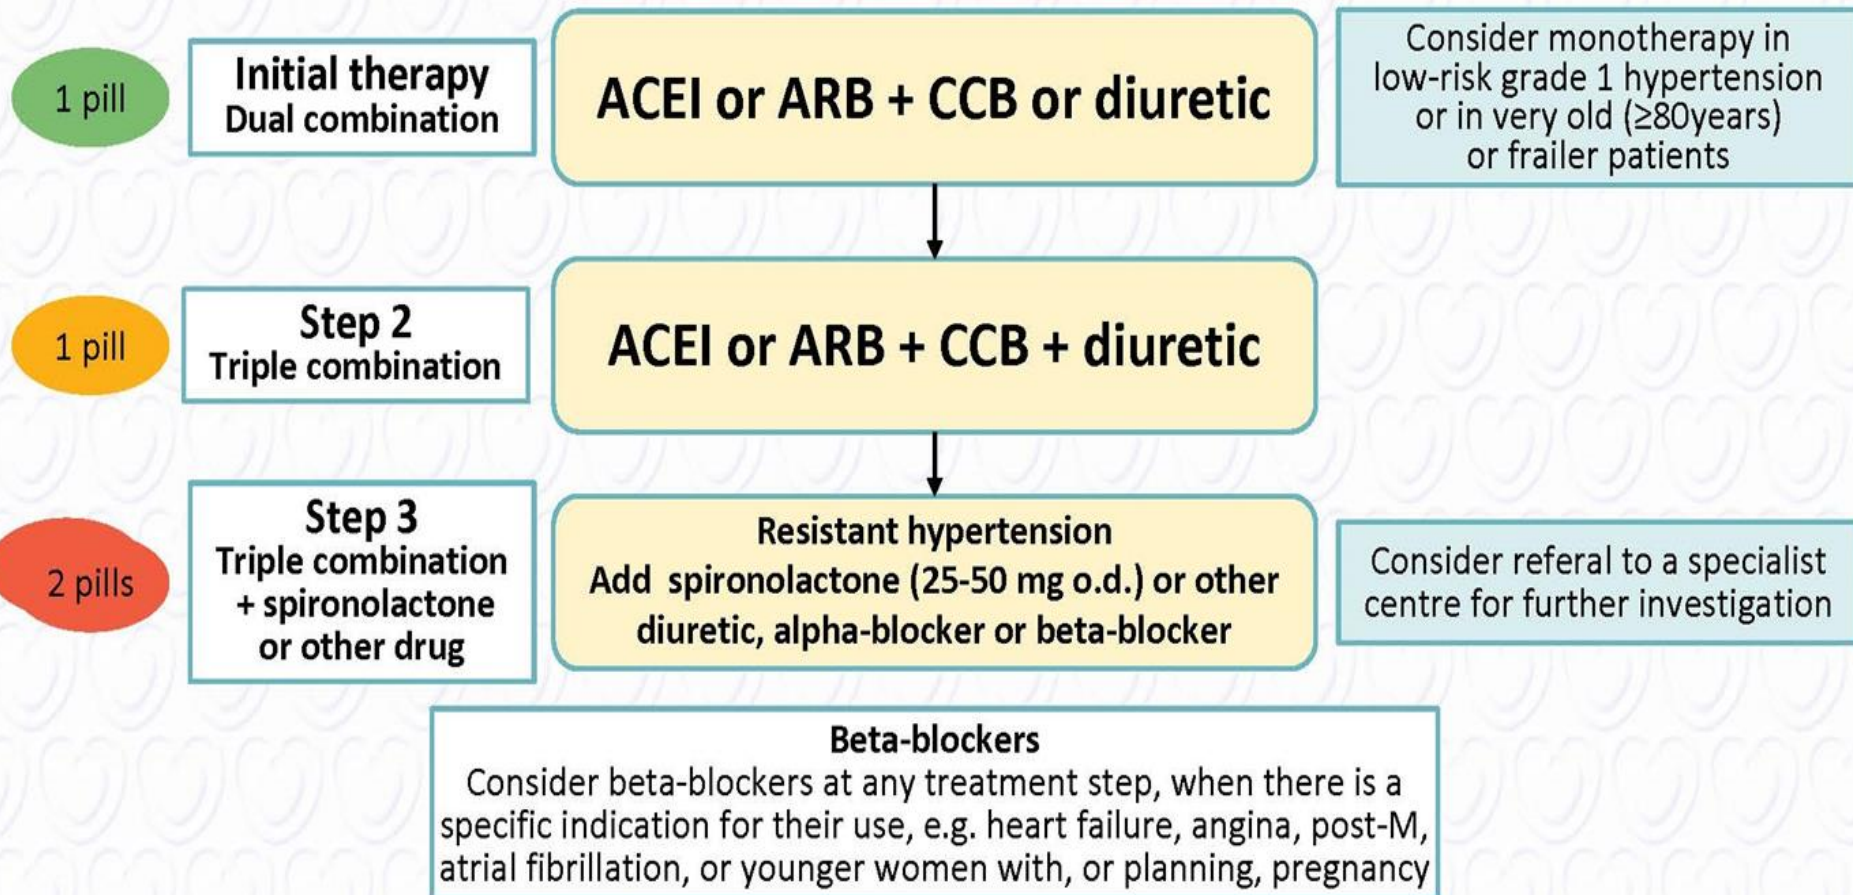 1 pill
Initial therapy
Dual combination
ACEI or ARB + CCB or diuretic
Consider monotherapy in
low-risk grade 1 hypertension
or in very old (≥80years)
or frailer patients
1 pill
Step 2
Triple combination
ACEI or ARB + CCB + diuretic
2 pills
Step 3
Triple combination
+ spironolactone
or other drug
Resistant hypertension
Add spironolactone (25-50 mg o.d.) or other
diuretic, alpha-blocker or beta-blocker
Consider referal to a specialist
centre for further investigation
Beta-blockers
Consider beta-blockers at any treatment step, when there is a
specific indication for their use, e.g. heart failure, angina, post-M,
atrial fibrillation, or younger women with, or planning, pregnancy